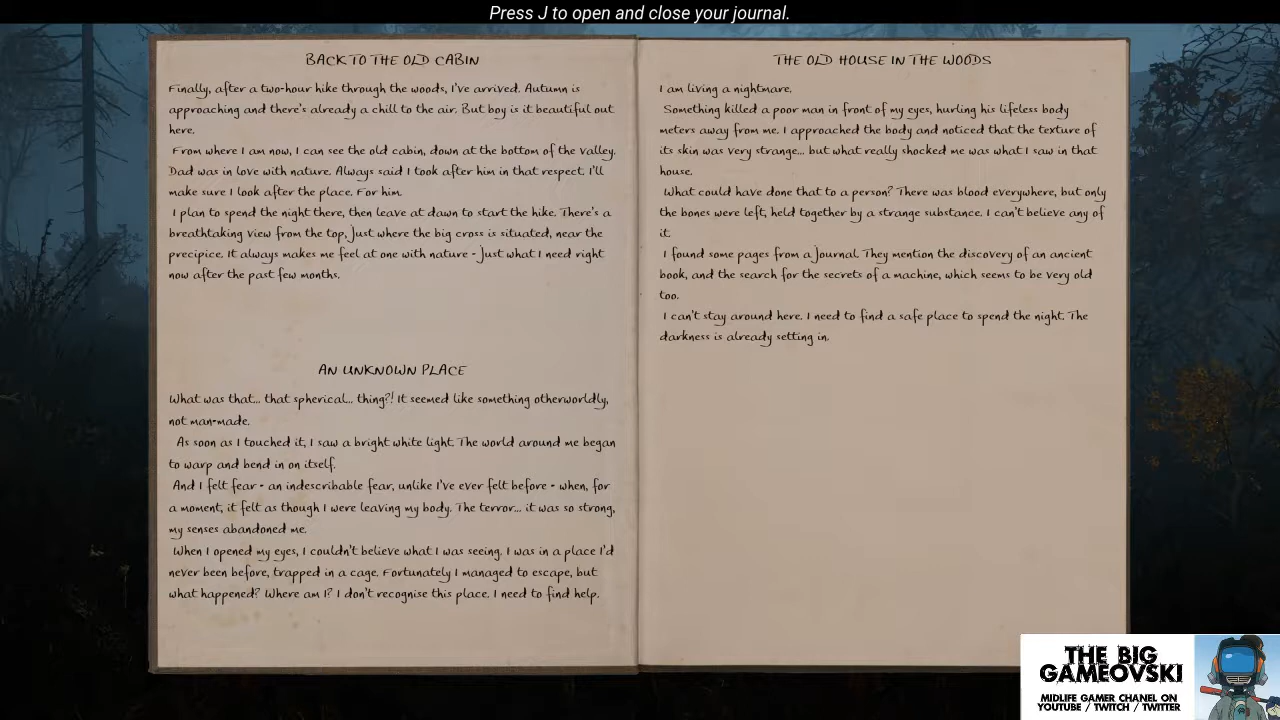 Press J to open and close your journal.
BACK TO THE OLD CABIN
Finally, after a two-hour hike through the woods, I've arrived. Autumn is
approaching and there's already a chill to the air. But boy is it beautiful out
here.
From where I am now, I can see the old cabin, down at the bottom of the valley.
Dad was in love with nature. Always said I took after him in that respect. I'll
make sure I look after the place. For him.
I plan to spend the night there, then leave at dawn to start the hike. There's a
breathtaking view from the top, just where the big cross is situated, near the
precipice. It always makes me feel at one with nature - just what I need right
now after the past few months.
AN UNKNOWN PLACE
What was that... that spherical... thing?! It seemed like something otherworldly,
not man-made.
As soon as I touched it, I saw a bright white light. The world around me began
to warp and bend in on itself.
And I felt fear - an indescribable fear, unlike I've ever felt before - when, for
a moment, it felt as though I were leaving my body. The terror... it was so strong,
my senses abandoned me.
When I opened my eyes, I couldn't believe what I was seeing. I was in a place I'd
never been before, trapped in a cage. Fortunately I managed to escape, but
what happened? Where am I? I don't recognise this place. I need to find help.
THE OLD HOUSE IN THE WOODS
I am living a nightmare.
Something killed a poor man in front of my eyes, hurling his lifeless body
meters away from me. I approached the body and noticed that the texture of
its skin was very strange... but what really shocked me was what I saw in that
house.
What could have done that to a person? There was blood everywhere, but only
the bones were left, held together by a strange substance. I can't believe any of
it.
I found some pages from a journal. They mention the discovery of an ancient
book, and the search for the secrets of a machine, which seems to be very old
too.
I can't stay around here. I need to find a safe place to spend the night. The
darkness is already setting in.
THE BIG
GAMEOVSKI
MIDLIFE GAMER CHANEL ON
YOUTUBE / TWITCH / TWITTER